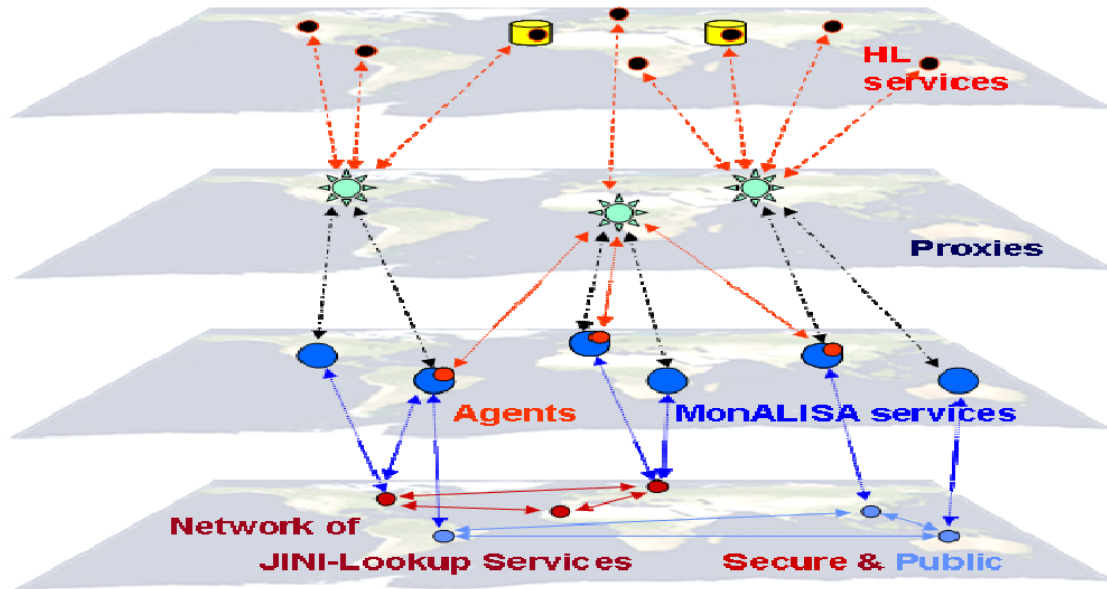 HL
services
Proxies
Agents
MonALISA services
Network of
JINI-Lookup Services
Secure & Public